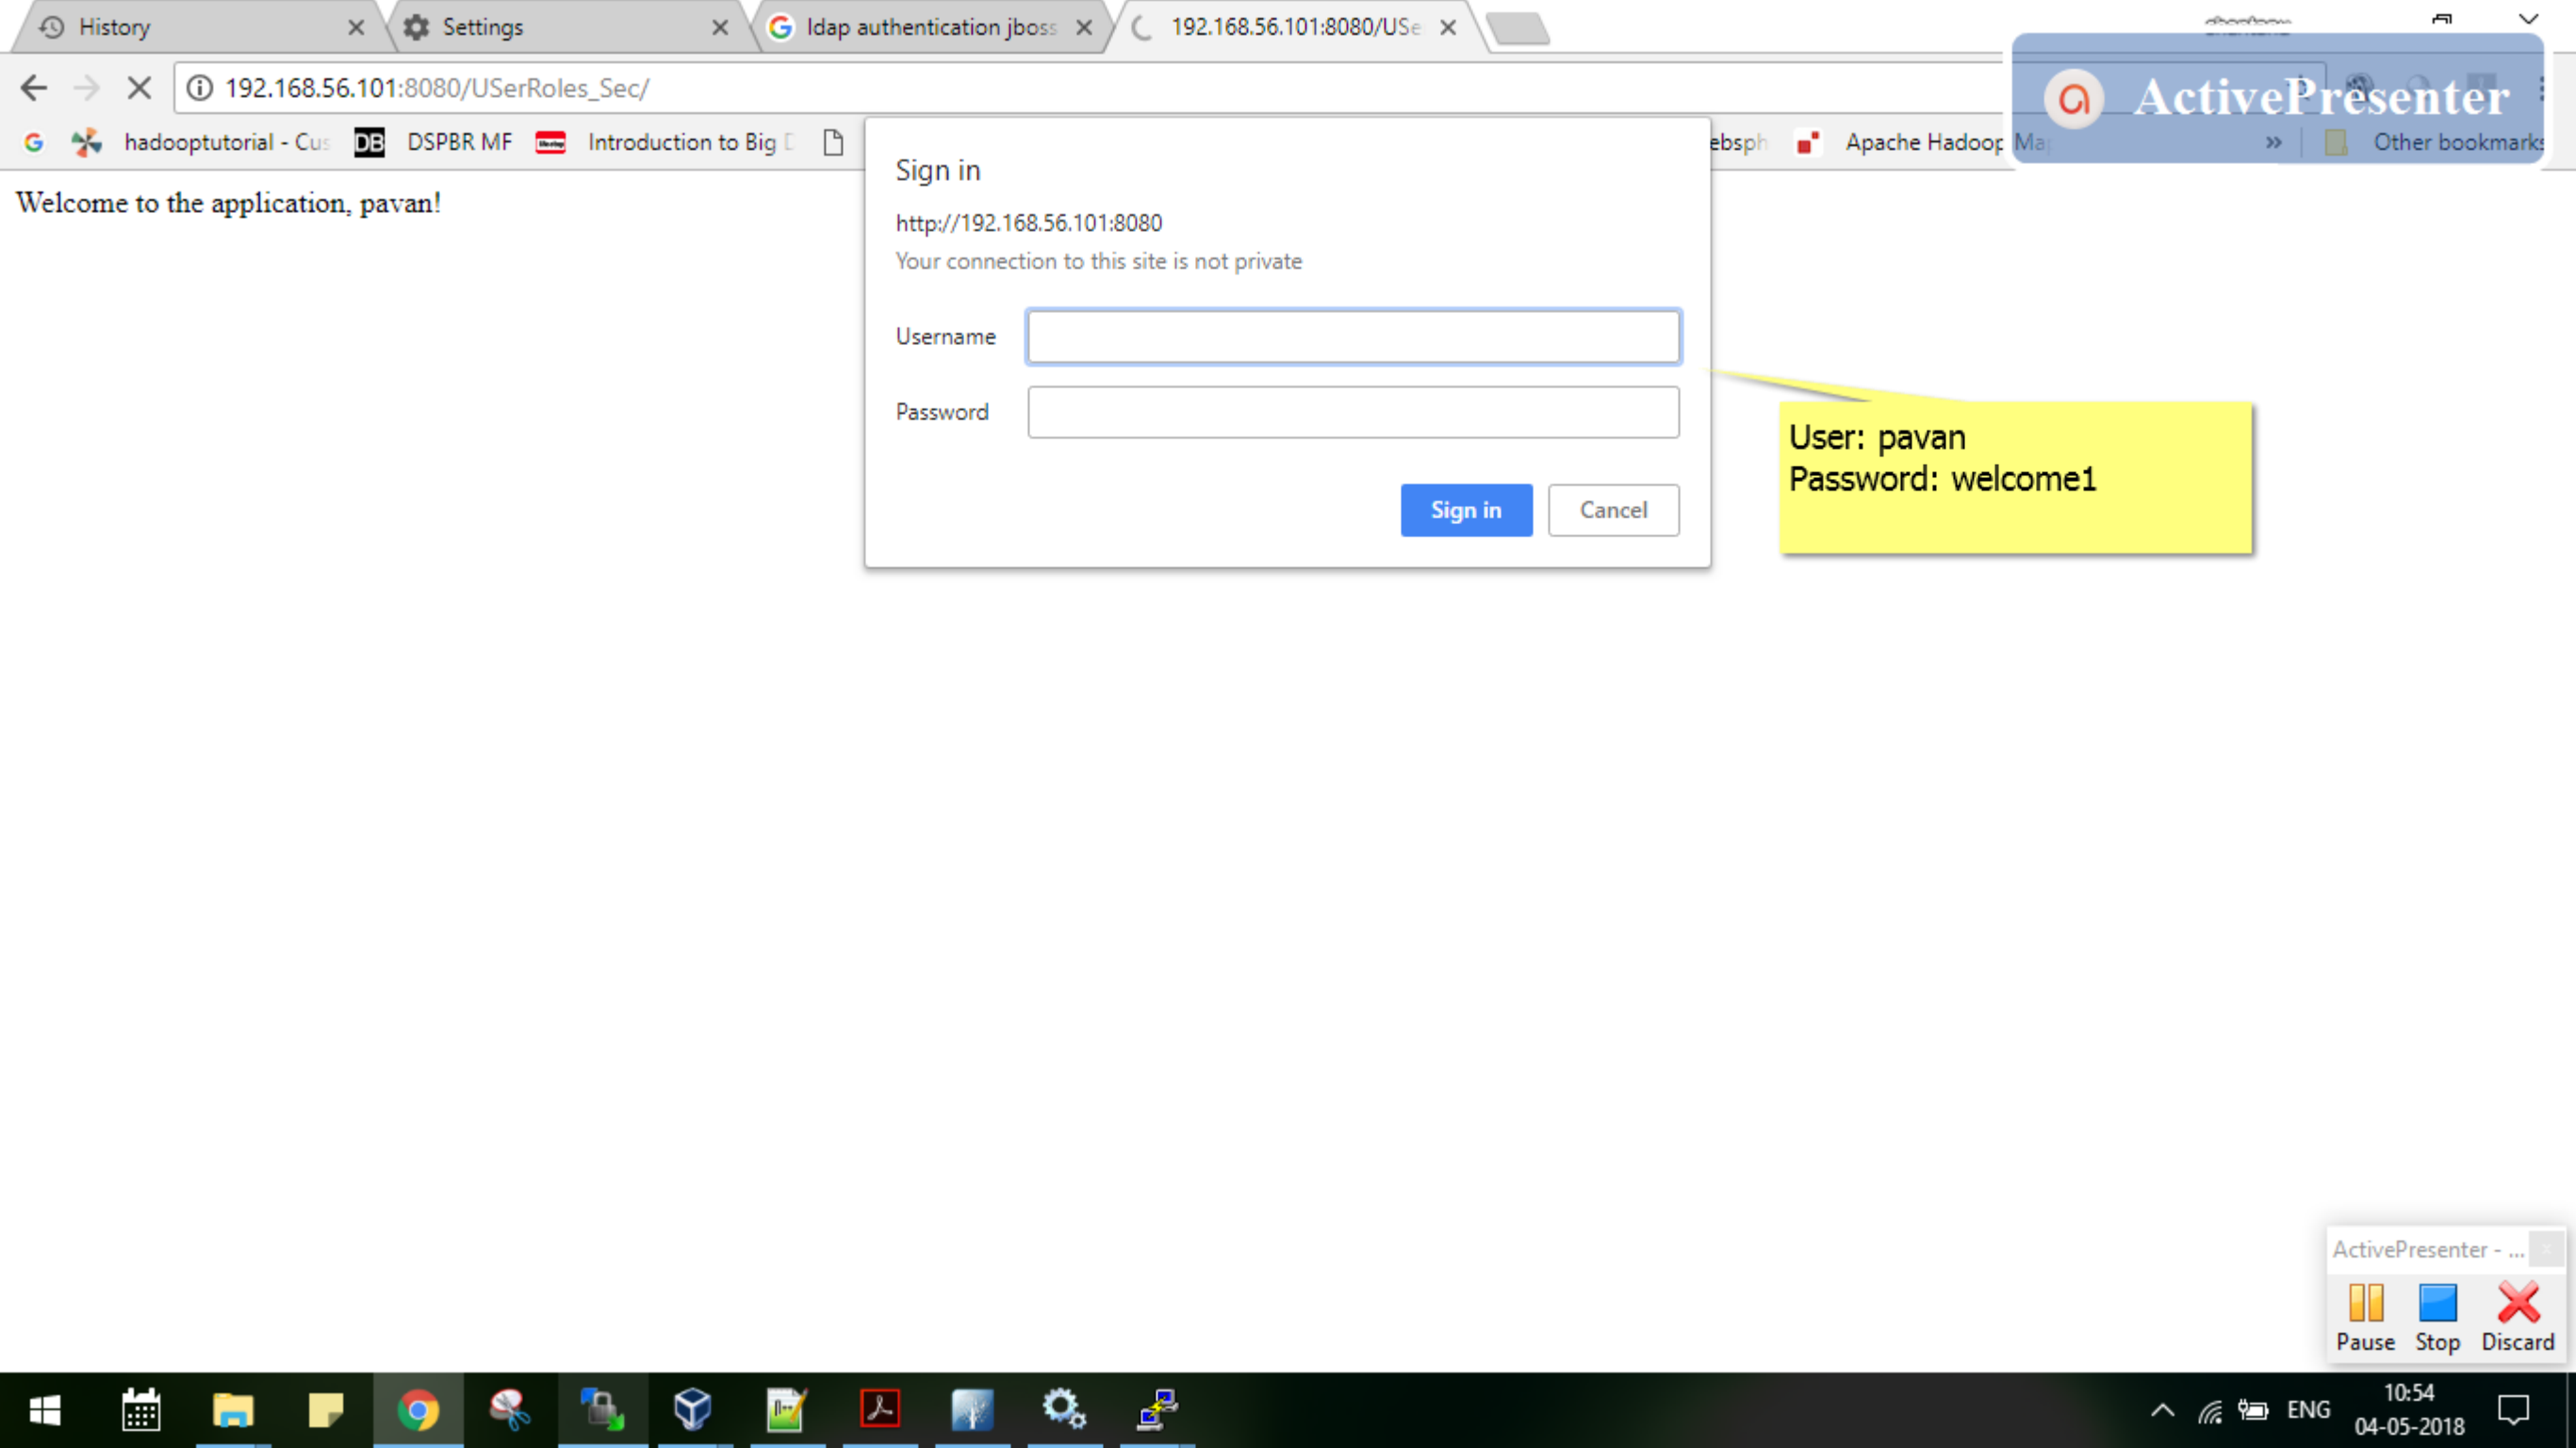 History
Settings
ldap authentication jboss
192.168.56.101:8080/USe
192.168.56.101:8080/USerRoles_Sec/
ActivePresenter
hadooptutorial - Cus
DB
DSPBR MF
Introduction to Big D
ebsph
Apache Hadoop Map
»
Other bookmarks
Welcome to the application, pavan!
Sign in
http://192.168.56.101:8080
Your connection to this site is not private
Username
Password
Sign in
Cancel
User: pavan
Password: welcome1
ActivePresenter - ...
Pause
Stop
Discard
ENG
10:54
04-05-2018